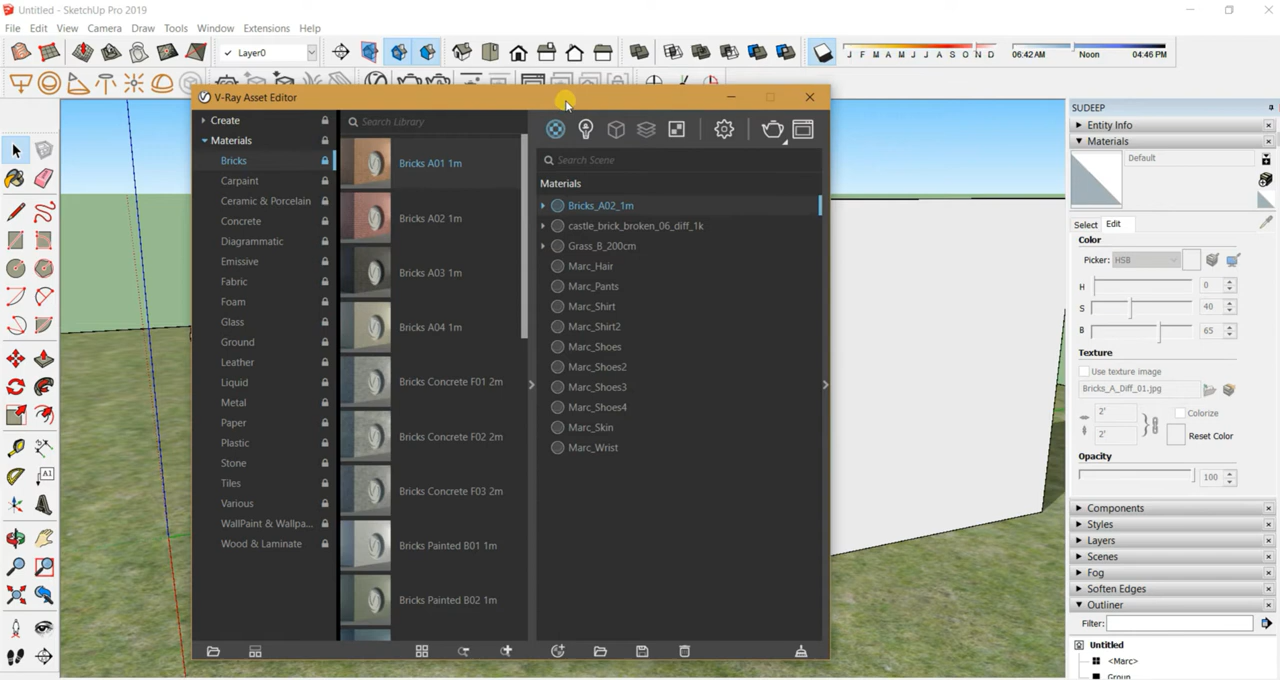 Untitled - SketchUp Pro 2019
File Edit View Camera Draw Tools Window Extensions Help
Layer0
J F M A M J J A S O N D
06:42 AM Noon 04:46 PM
V-Ray Asset Editor
Create
Materials
Bricks
Carpaint
Ceramic & Porcelain
Concrete
Diagrammatic
Emissive
Fabric
Foam
Glass
Ground
Leather
Liquid
Metal
Paper
Plastic
Stone
Tiles
Various
WallPaint & Wallpa...
Wood & Laminate
Search Library
Bricks A01 1m
Bricks A02 1m
Bricks A03 1m
Bricks A04 1m
Bricks Concrete F01 2m
Bricks Concrete F02 2m
Bricks Concrete F03 2m
Bricks Painted B01 1m
Bricks Painted B02 1m
Search Scene
Materials
Bricks_A02_1m
castle_brick_broken_06_diff_1k
Grass_B_200cm
Marc_Hair
Marc_Pants
Marc_Shirt
Marc_Shirt2
Marc_Shoes
Marc_Shoes2
Marc_Shoes3
Marc_Shoes4
Marc_Skin
Marc_Wrist
SUDEEP
Entity Info
Materials
Default
Select Edit
Color
Picker: HSB
H 0
S 40
B 65
Texture
Use texture image
Bricks_A_Diff_01.jpg
2' Colorize
2' Reset Color
Opacity
100
Components
Styles
Layers
Scenes
Fog
Soften Edges
Outliner
Filter:
Untitled
<Marc>
Group
A1